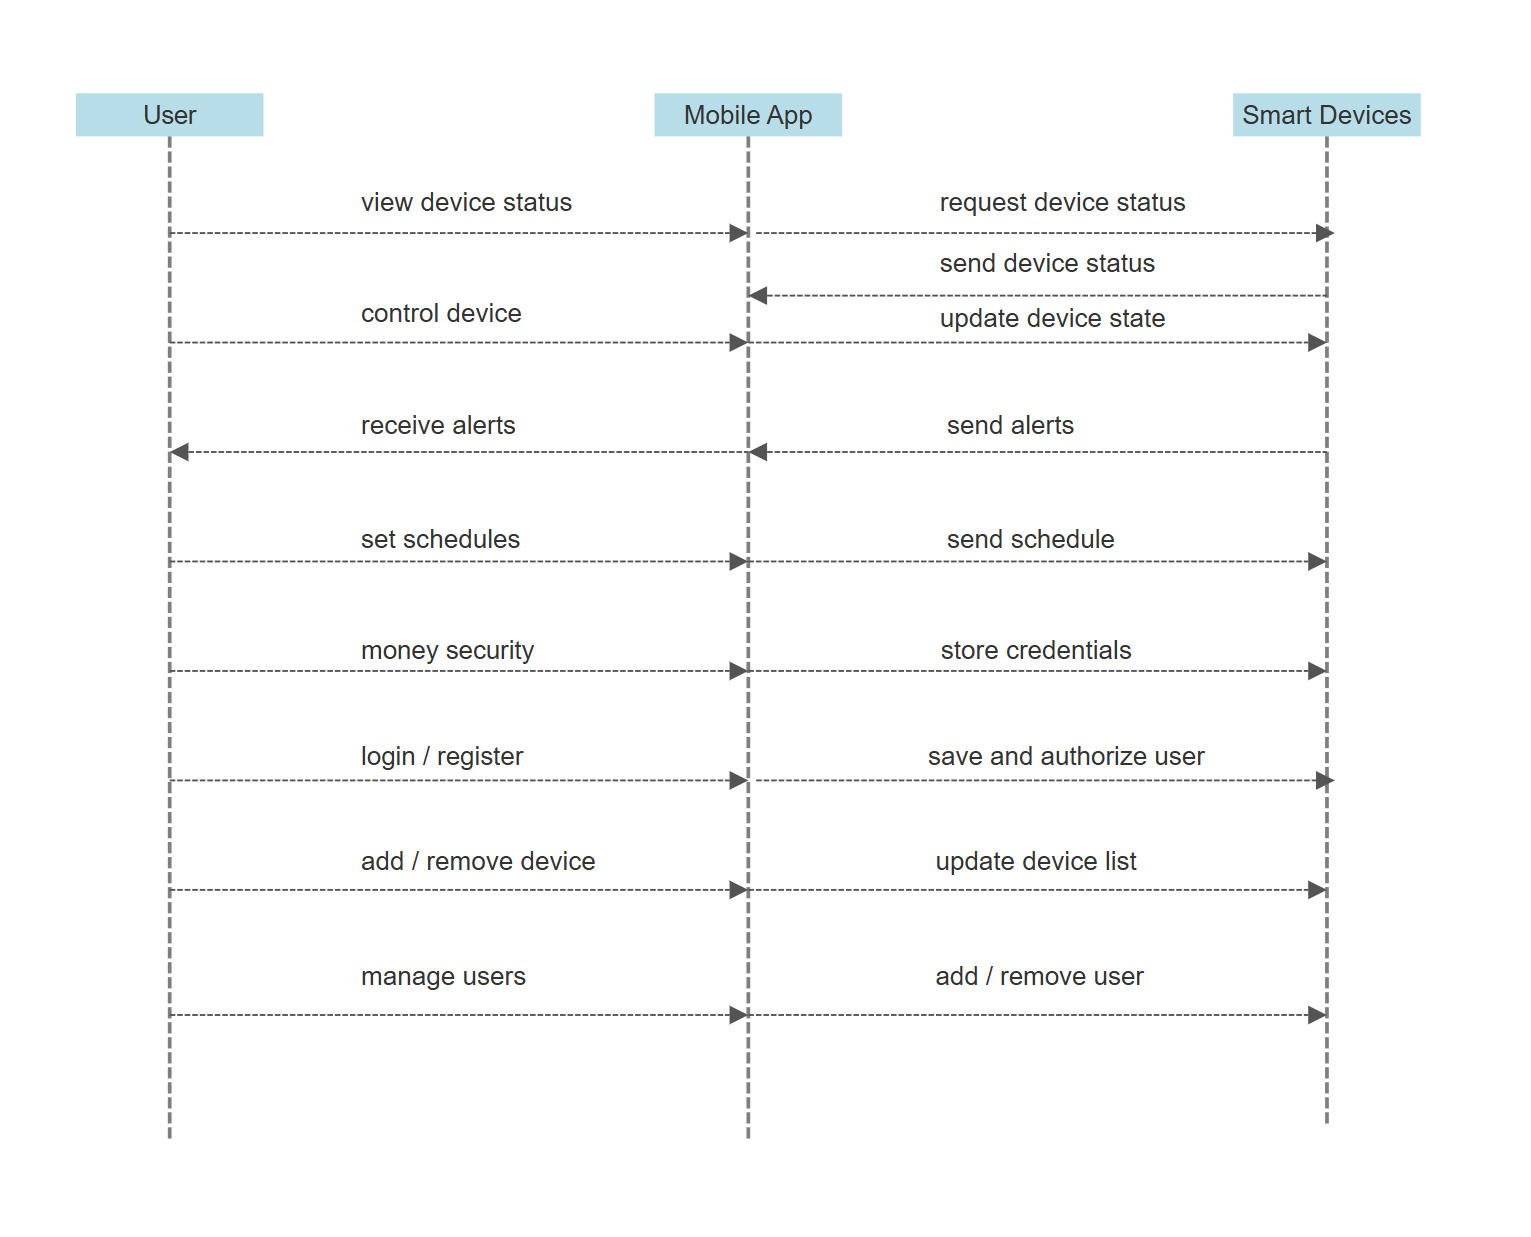 User
Mobile App
Smart Devices
view device status
request device status
send device status
control device
update device state
receive alerts
send alerts
set schedules
send schedule
money security
store credentials
login / register
save and authorize user
add / remove device
update device list
manage users
add / remove user